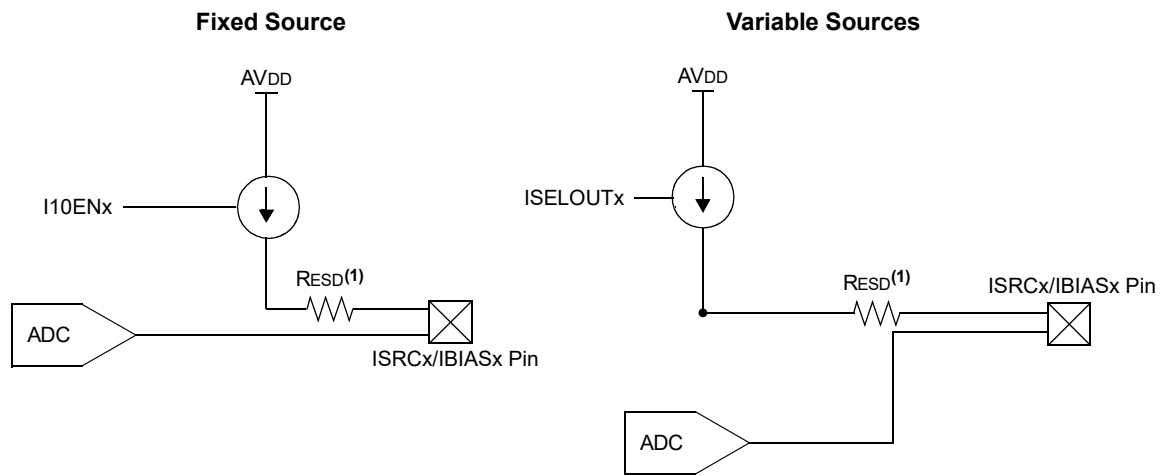 Fixed Source
AVDD
I10ENx
RESD(1)
ADC
ISRCx/IBIASx Pin
Variable Sources
AVDD
ISELOUTx
RESD(1)
ISRCx/IBIASx Pin
ADC